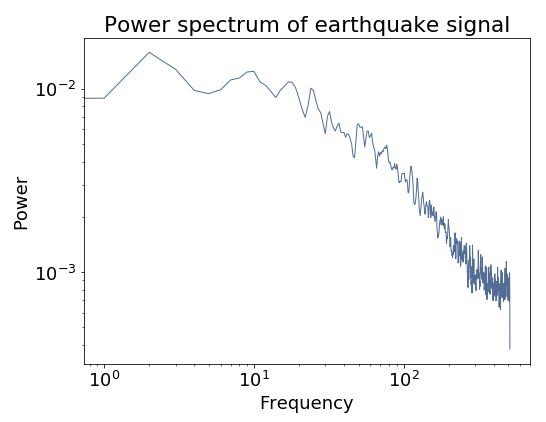 Power spectrum of earthquake signal
Power
10⁻²
10⁻³
10⁰ 10¹ 10²
Frequency